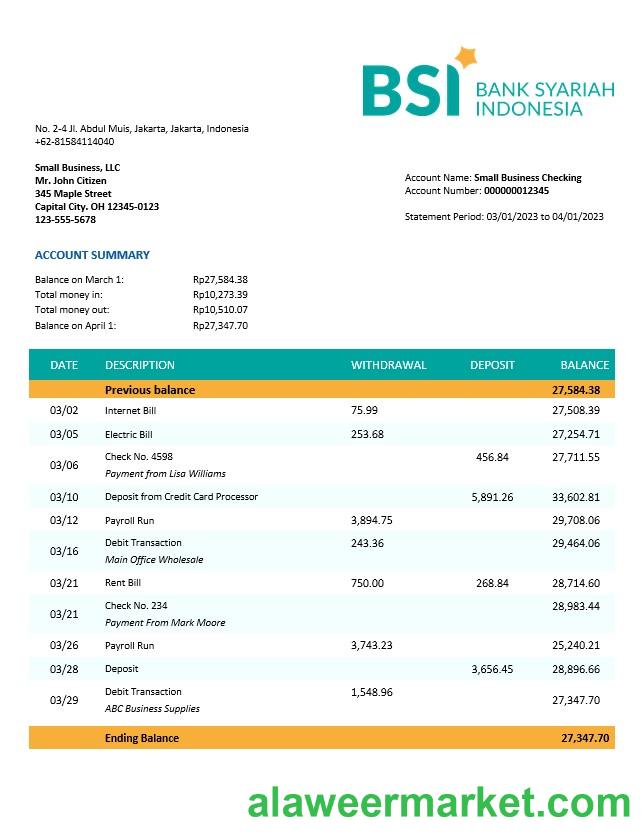 BSI BANK SYARIAH
INDONESIA
No. 2-4 Jl. Abdul Muis, Jakarta, Jakarta, Indonesia
+62-81584114040
Small Business, LLC
Mr. John Citizen
345 Maple Street
Capital City. OH 12345-0123
123-555-5678
Account Name: Small Business Checking
Account Number: 000000012345
Statement Period: 03/01/2023 to 04/01/2023
ACCOUNT SUMMARY
Balance on March 1: Rp27,584.38
Total money in: Rp10,273.39
Total money out: Rp10,510.07
Balance on April 1: Rp27,347.70
DATE DESCRIPTION WITHDRAWAL DEPOSIT BALANCE
Previous balance 27,584.38
03/02 Internet Bill 75.99 27,508.39
03/05 Electric Bill 253.68 27,254.71
03/06 Check No. 4598 456.84 27,711.55
Payment from Lisa Williams
03/10 Deposit from Credit Card Processor 5,891.26 33,602.81
03/12 Payroll Run 3,894.75 29,708.06
03/16 Debit Transaction 243.36 29,464.06
Main Office Wholesale
03/21 Rent Bill 750.00 268.84 28,714.60
03/21 Check No. 234 28,983.44
Payment From Mark Moore
03/26 Payroll Run 3,743.23 25,240.21
03/28 Deposit 3,656.45 28,896.66
03/29 Debit Transaction 1,548.96 27,347.70
ABC Business Supplies
Ending Balance 27,347.70
alaweermarket.com